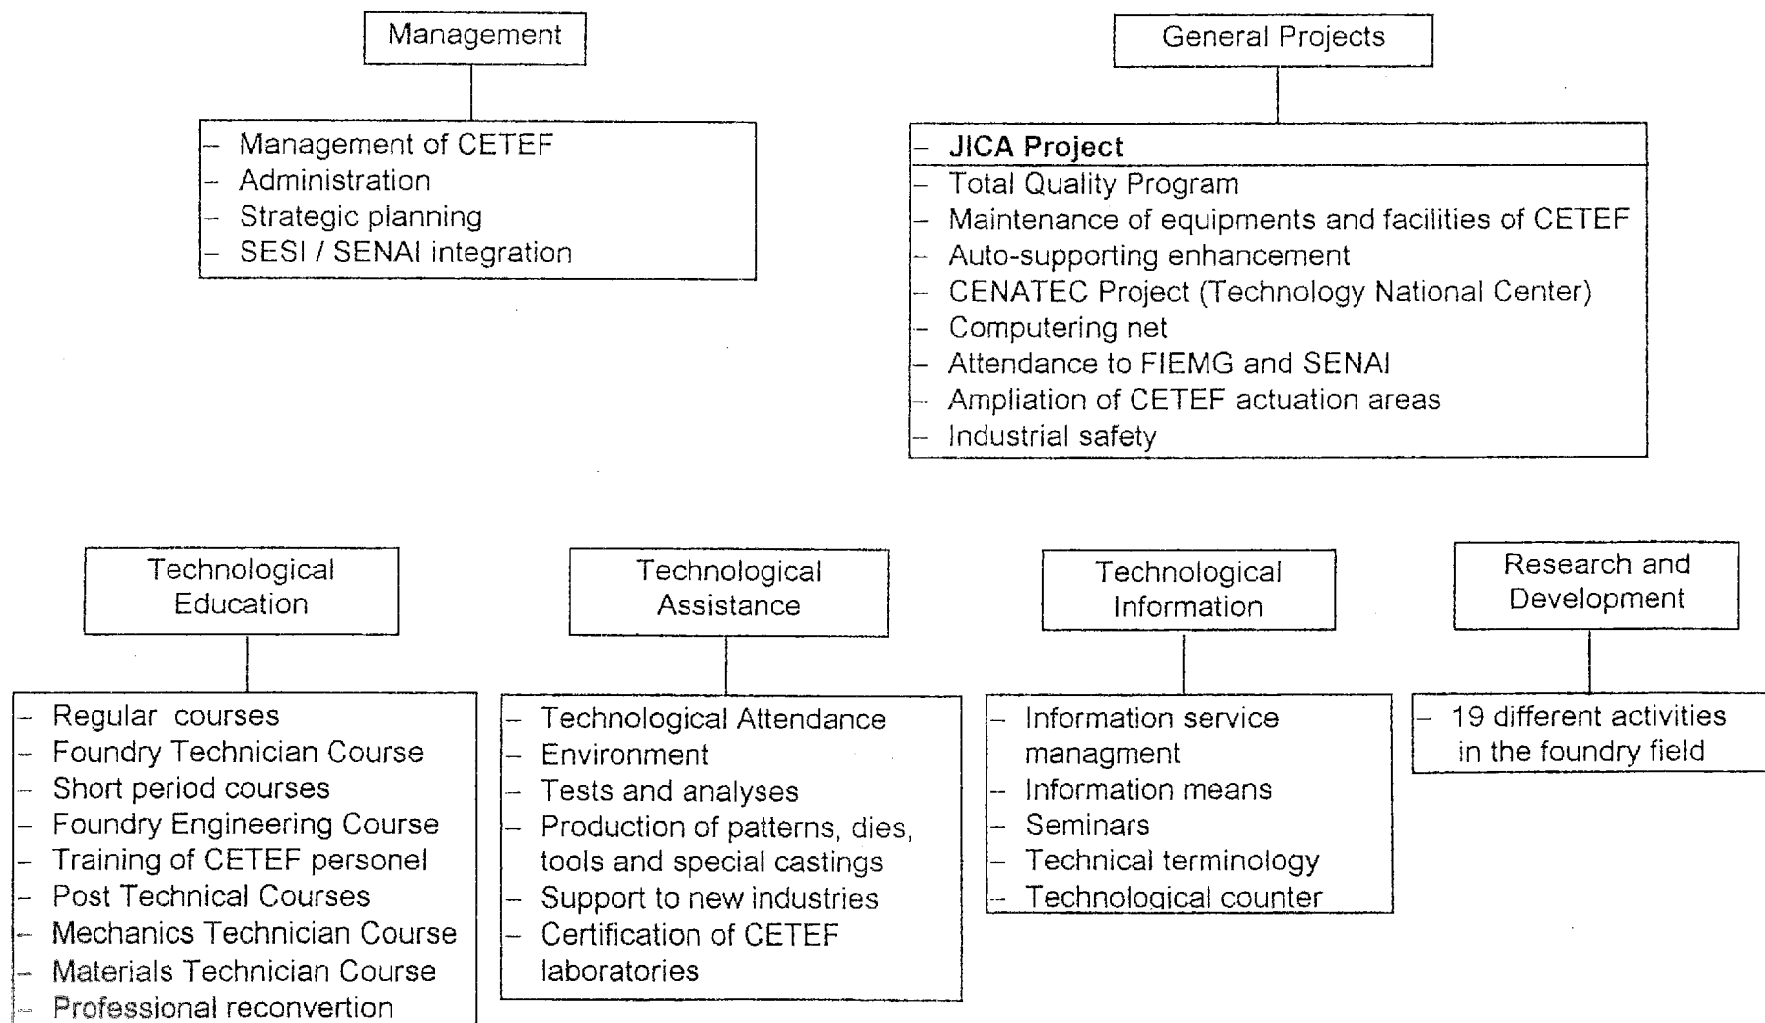 Management
– Management of CETEF
– Administration
– Strategic planning
– SESI / SENAI integration
General Projects
– JICA Project
– Total Quality Program
– Maintenance of equipments and facilities of CETEF
– Auto-supporting enhancement
– CENATEC Project (Technology National Center)
– Computering net
– Attendance to FIEMG and SENAI
– Ampliation of CETEF actuation areas
– Industrial safety
Technological
Education
– Regular courses
– Foundry Technician Course
– Short period courses
– Foundry Engineering Course
– Training of CETEF personel
– Post Technical Courses
– Mechanics Technician Course
– Materials Technician Course
– Professional reconvertion
Technological
Assistance
– Technological Attendance
– Environment
– Tests and analyses
– Production of patterns, dies,
tools and special castings
– Support to new industries
– Certification of CETEF
laboratories
Technological
Information
– Information service
managment
– Information means
– Seminars
– Technical terminology
– Technological counter
Research and
Development
– 19 different activities
in the foundry field